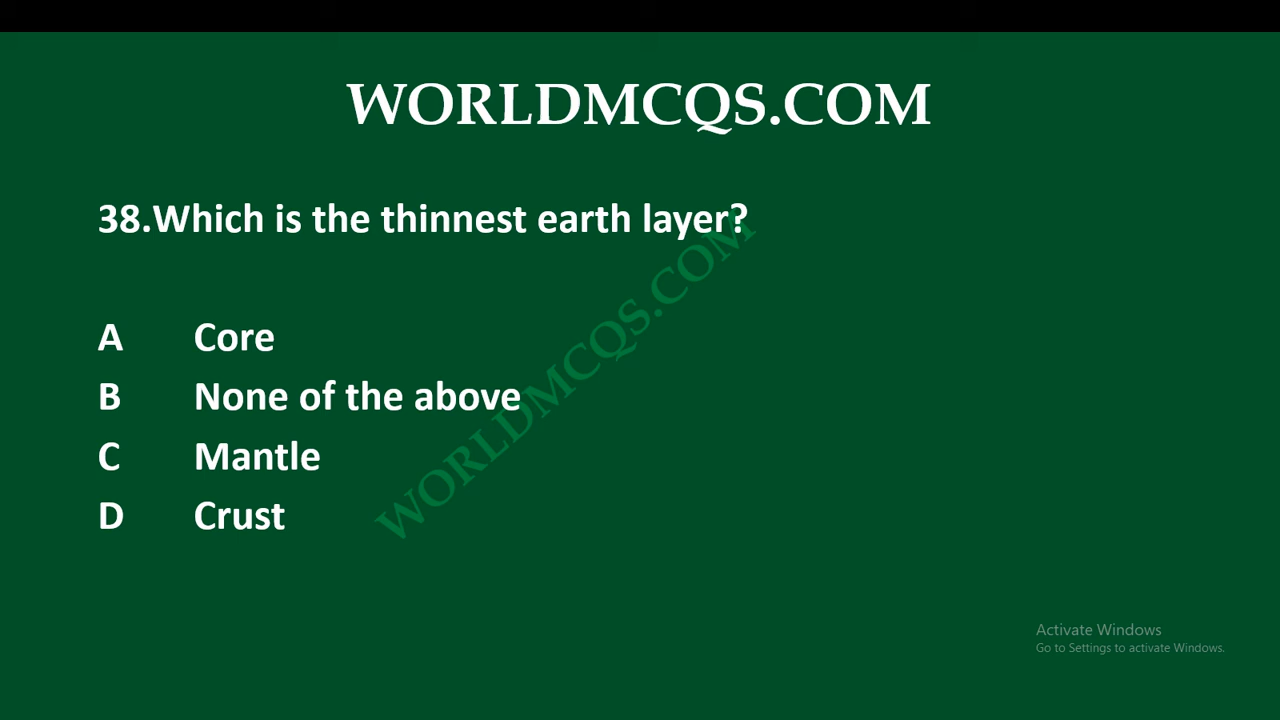 WORLDMCQS.COM
38.Which is the thinnest earth layer?
A Core
B None of the above
C Mantle
D Crust
WORLDMCQS.COM
Activate Windows
Go to Settings to activate Windows.